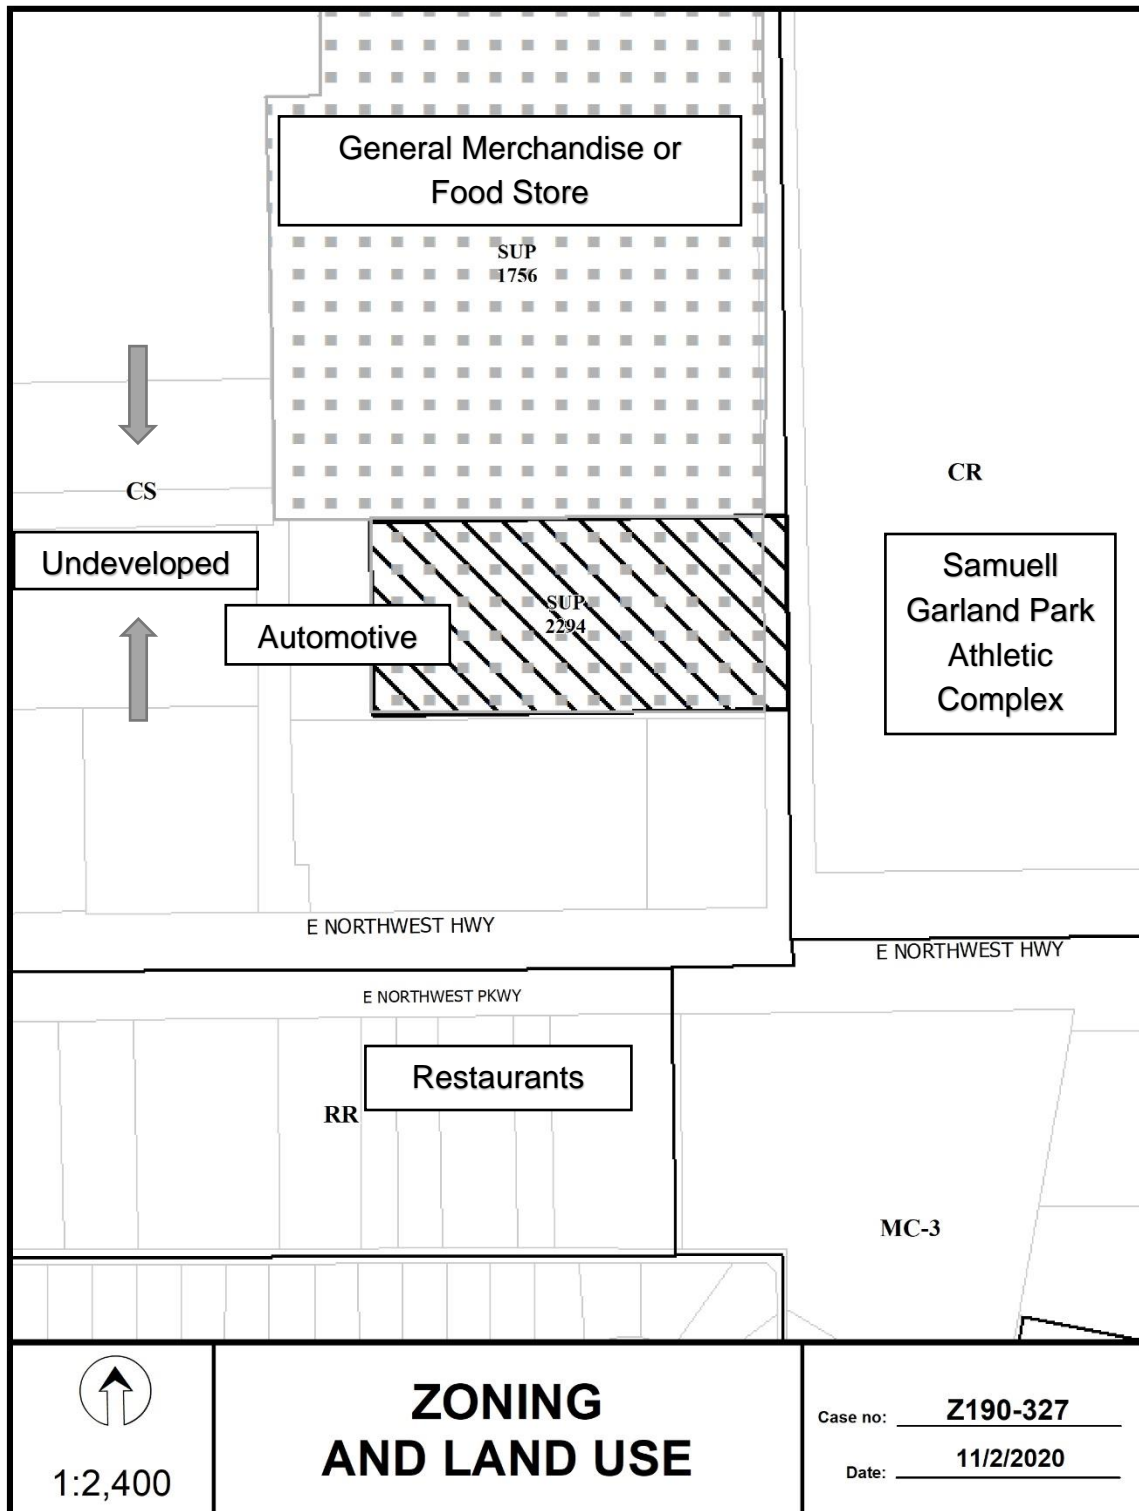 General Merchandise or
Food Store
SUP
1756
CS
CR
Undeveloped
Samuell
Garland Park
Athletic
Complex
SUP
2294
Automotive
E NORTHWEST HWY
E NORTHWEST HWY
E NORTHWEST PKWY
Restaurants
RR
MC-3
1:2,400
ZONING
AND LAND USE
Case no: Z190-327
Date: 11/2/2020